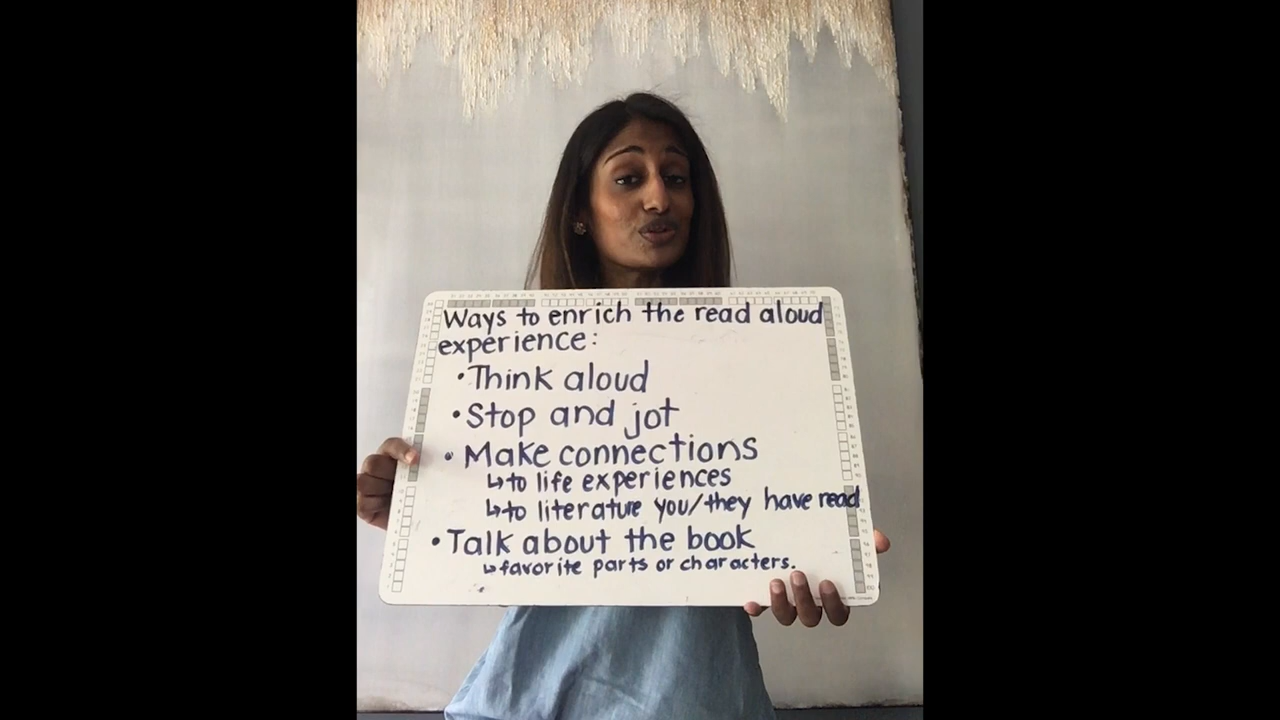 Ways to enrich the read aloud
experience:
• Think aloud
• Stop and jot
• Make connections
↳ to life experiences
↳ to literature you/they have read
• Talk about the book
↳ favorite parts or characters.